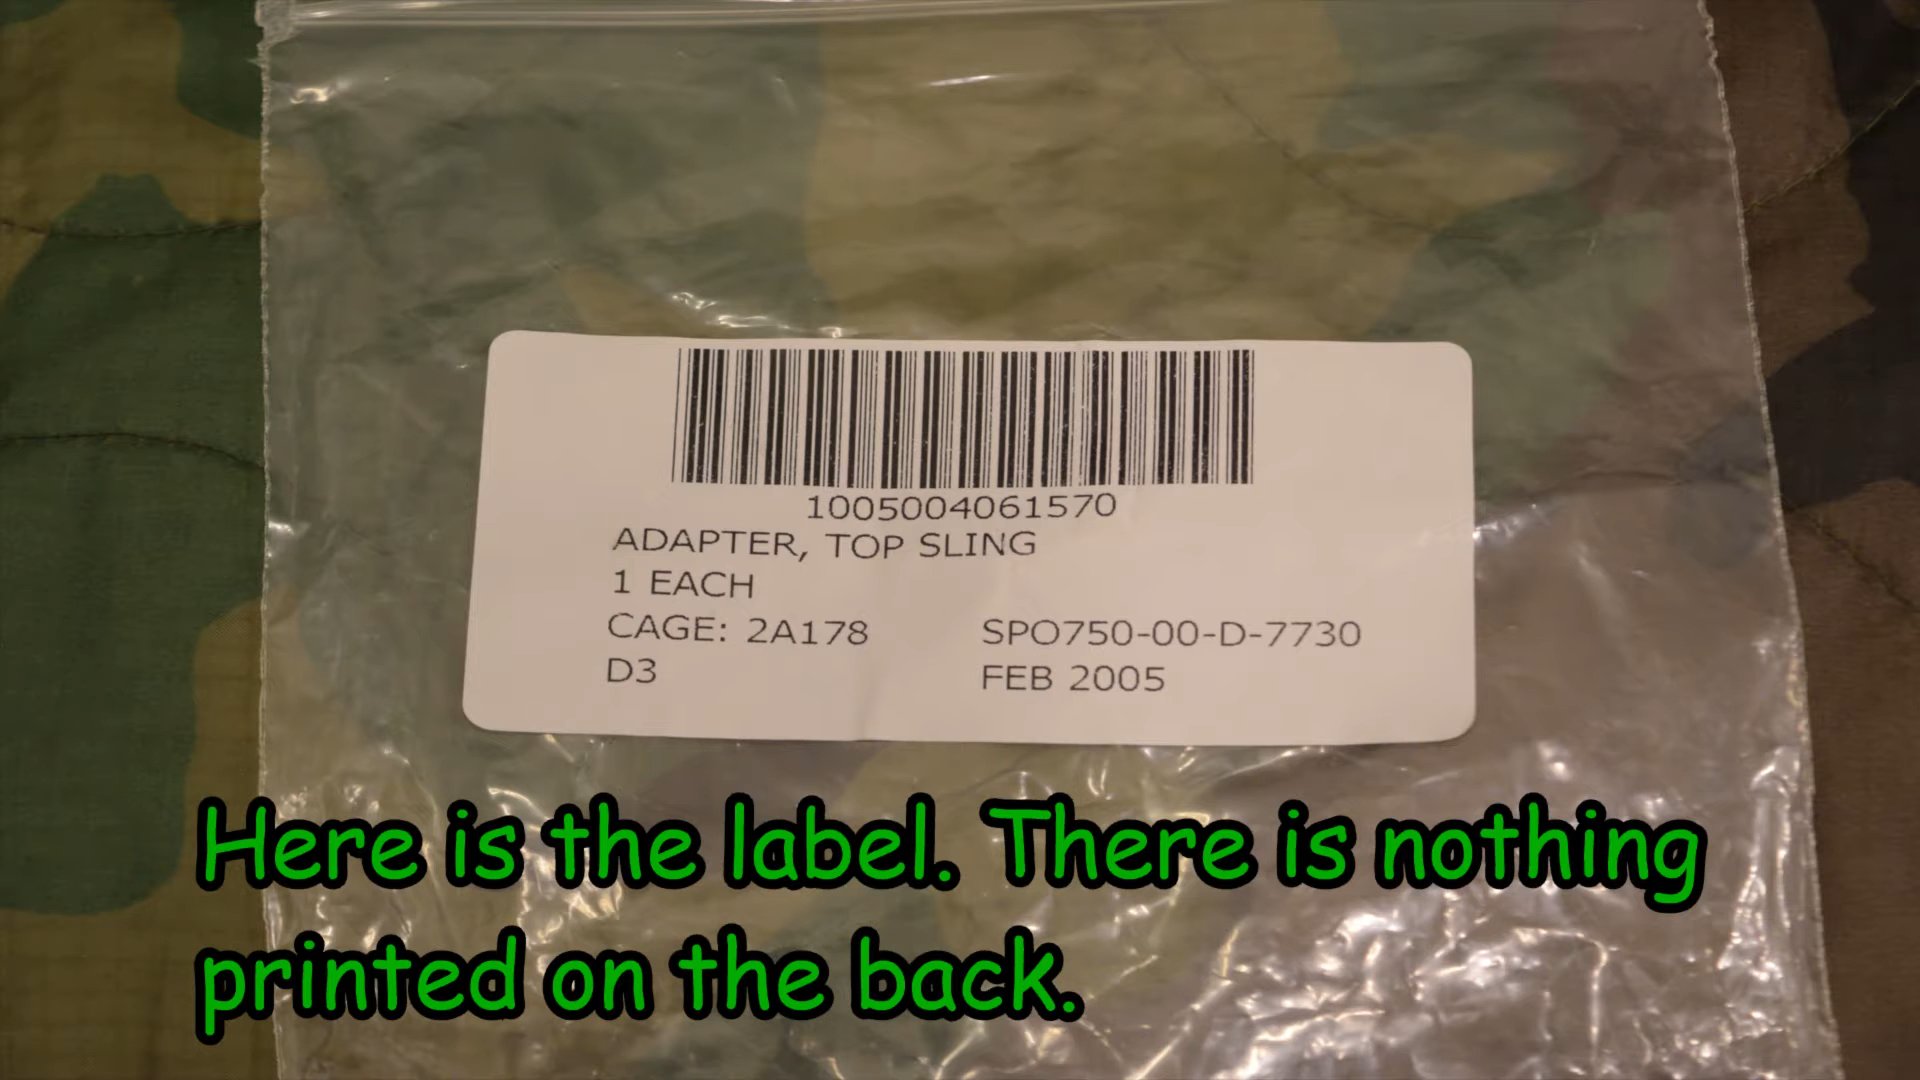 1005004061570
ADAPTER, TOP SLING
1 EACH
CAGE: 2A178 SPO750-00-D-7730
D3 FEB 2005
Here is the label. There is nothing
printed on the back.